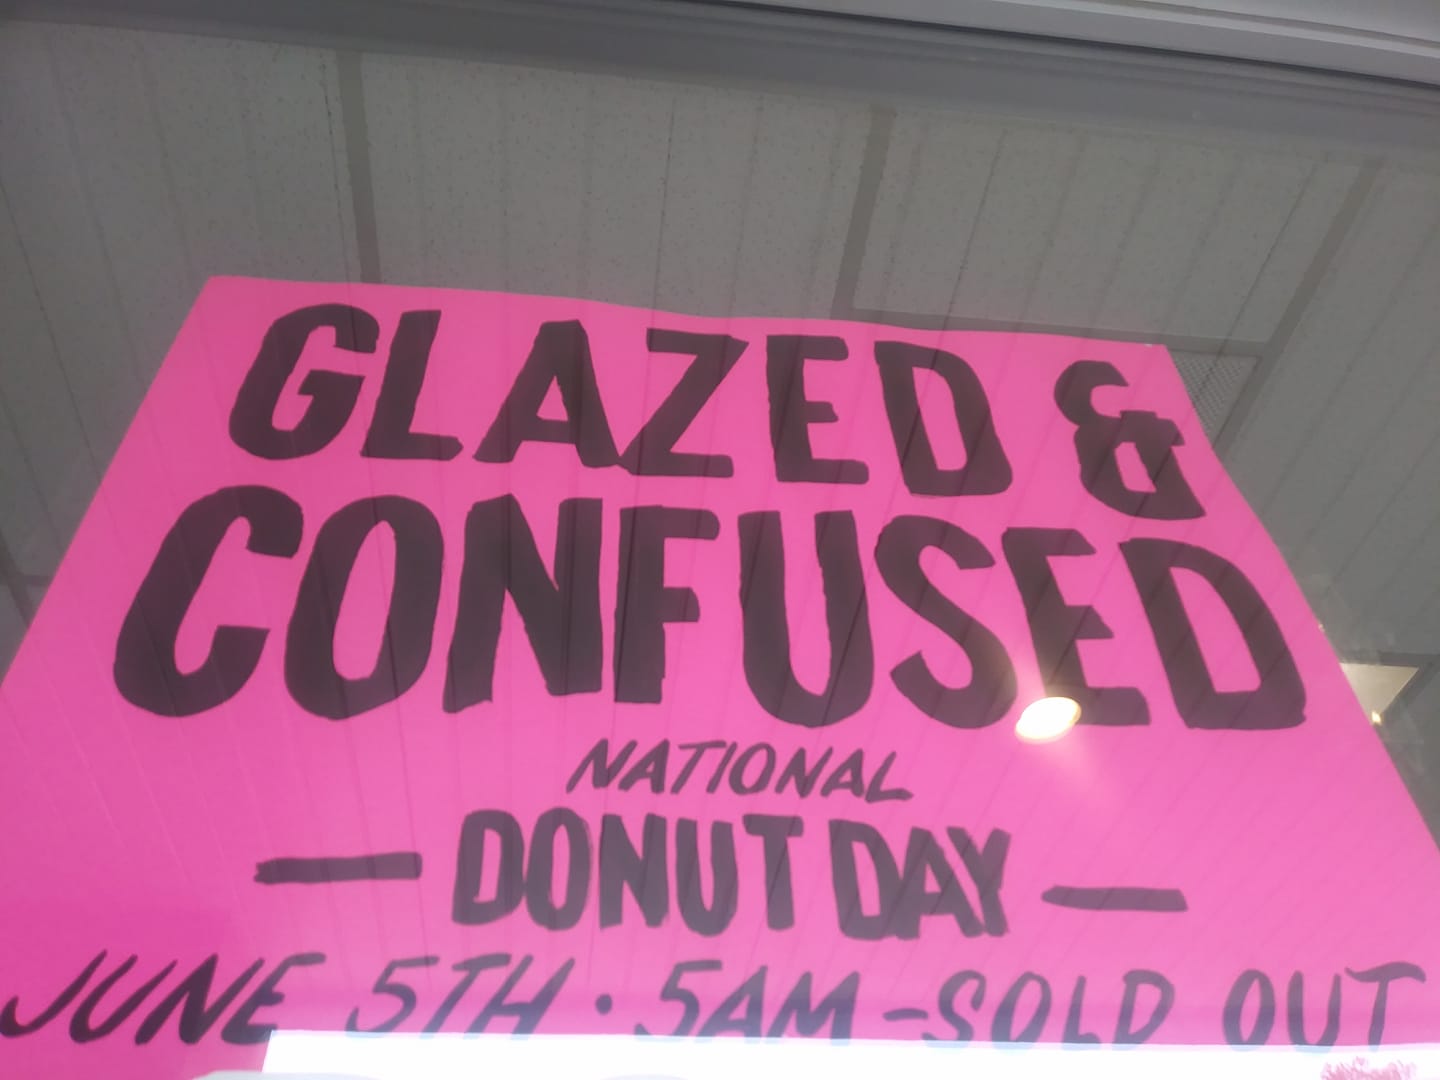 GLAZED &
CONFUSED
NATIONAL
— DONUT DAY —
JUNE 5TH · 5AM - SOLD OUT